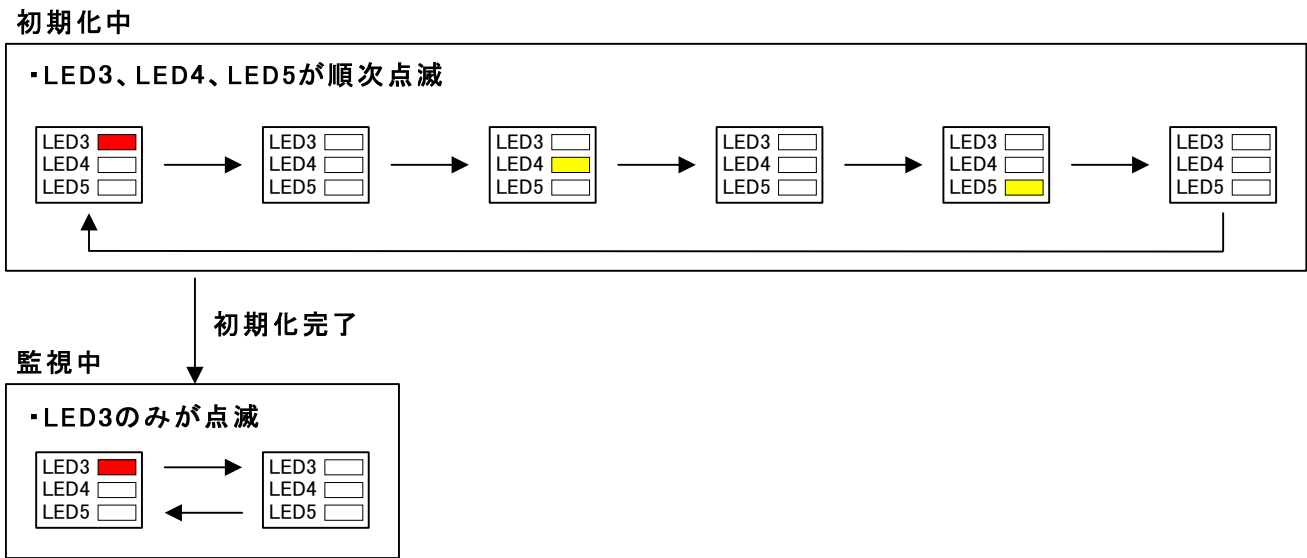 初期化中
・LED3、LED4、LED5が順次点滅
LED3 LED3 LED3 LED3 LED3 LED3
LED4 LED4 LED4 LED4 LED4 LED4
LED5 LED5 LED5 LED5 LED5 LED5
初期化完了
監視中
・LED3のみが点滅
LED3 LED3
LED4 LED4
LED5 LED5